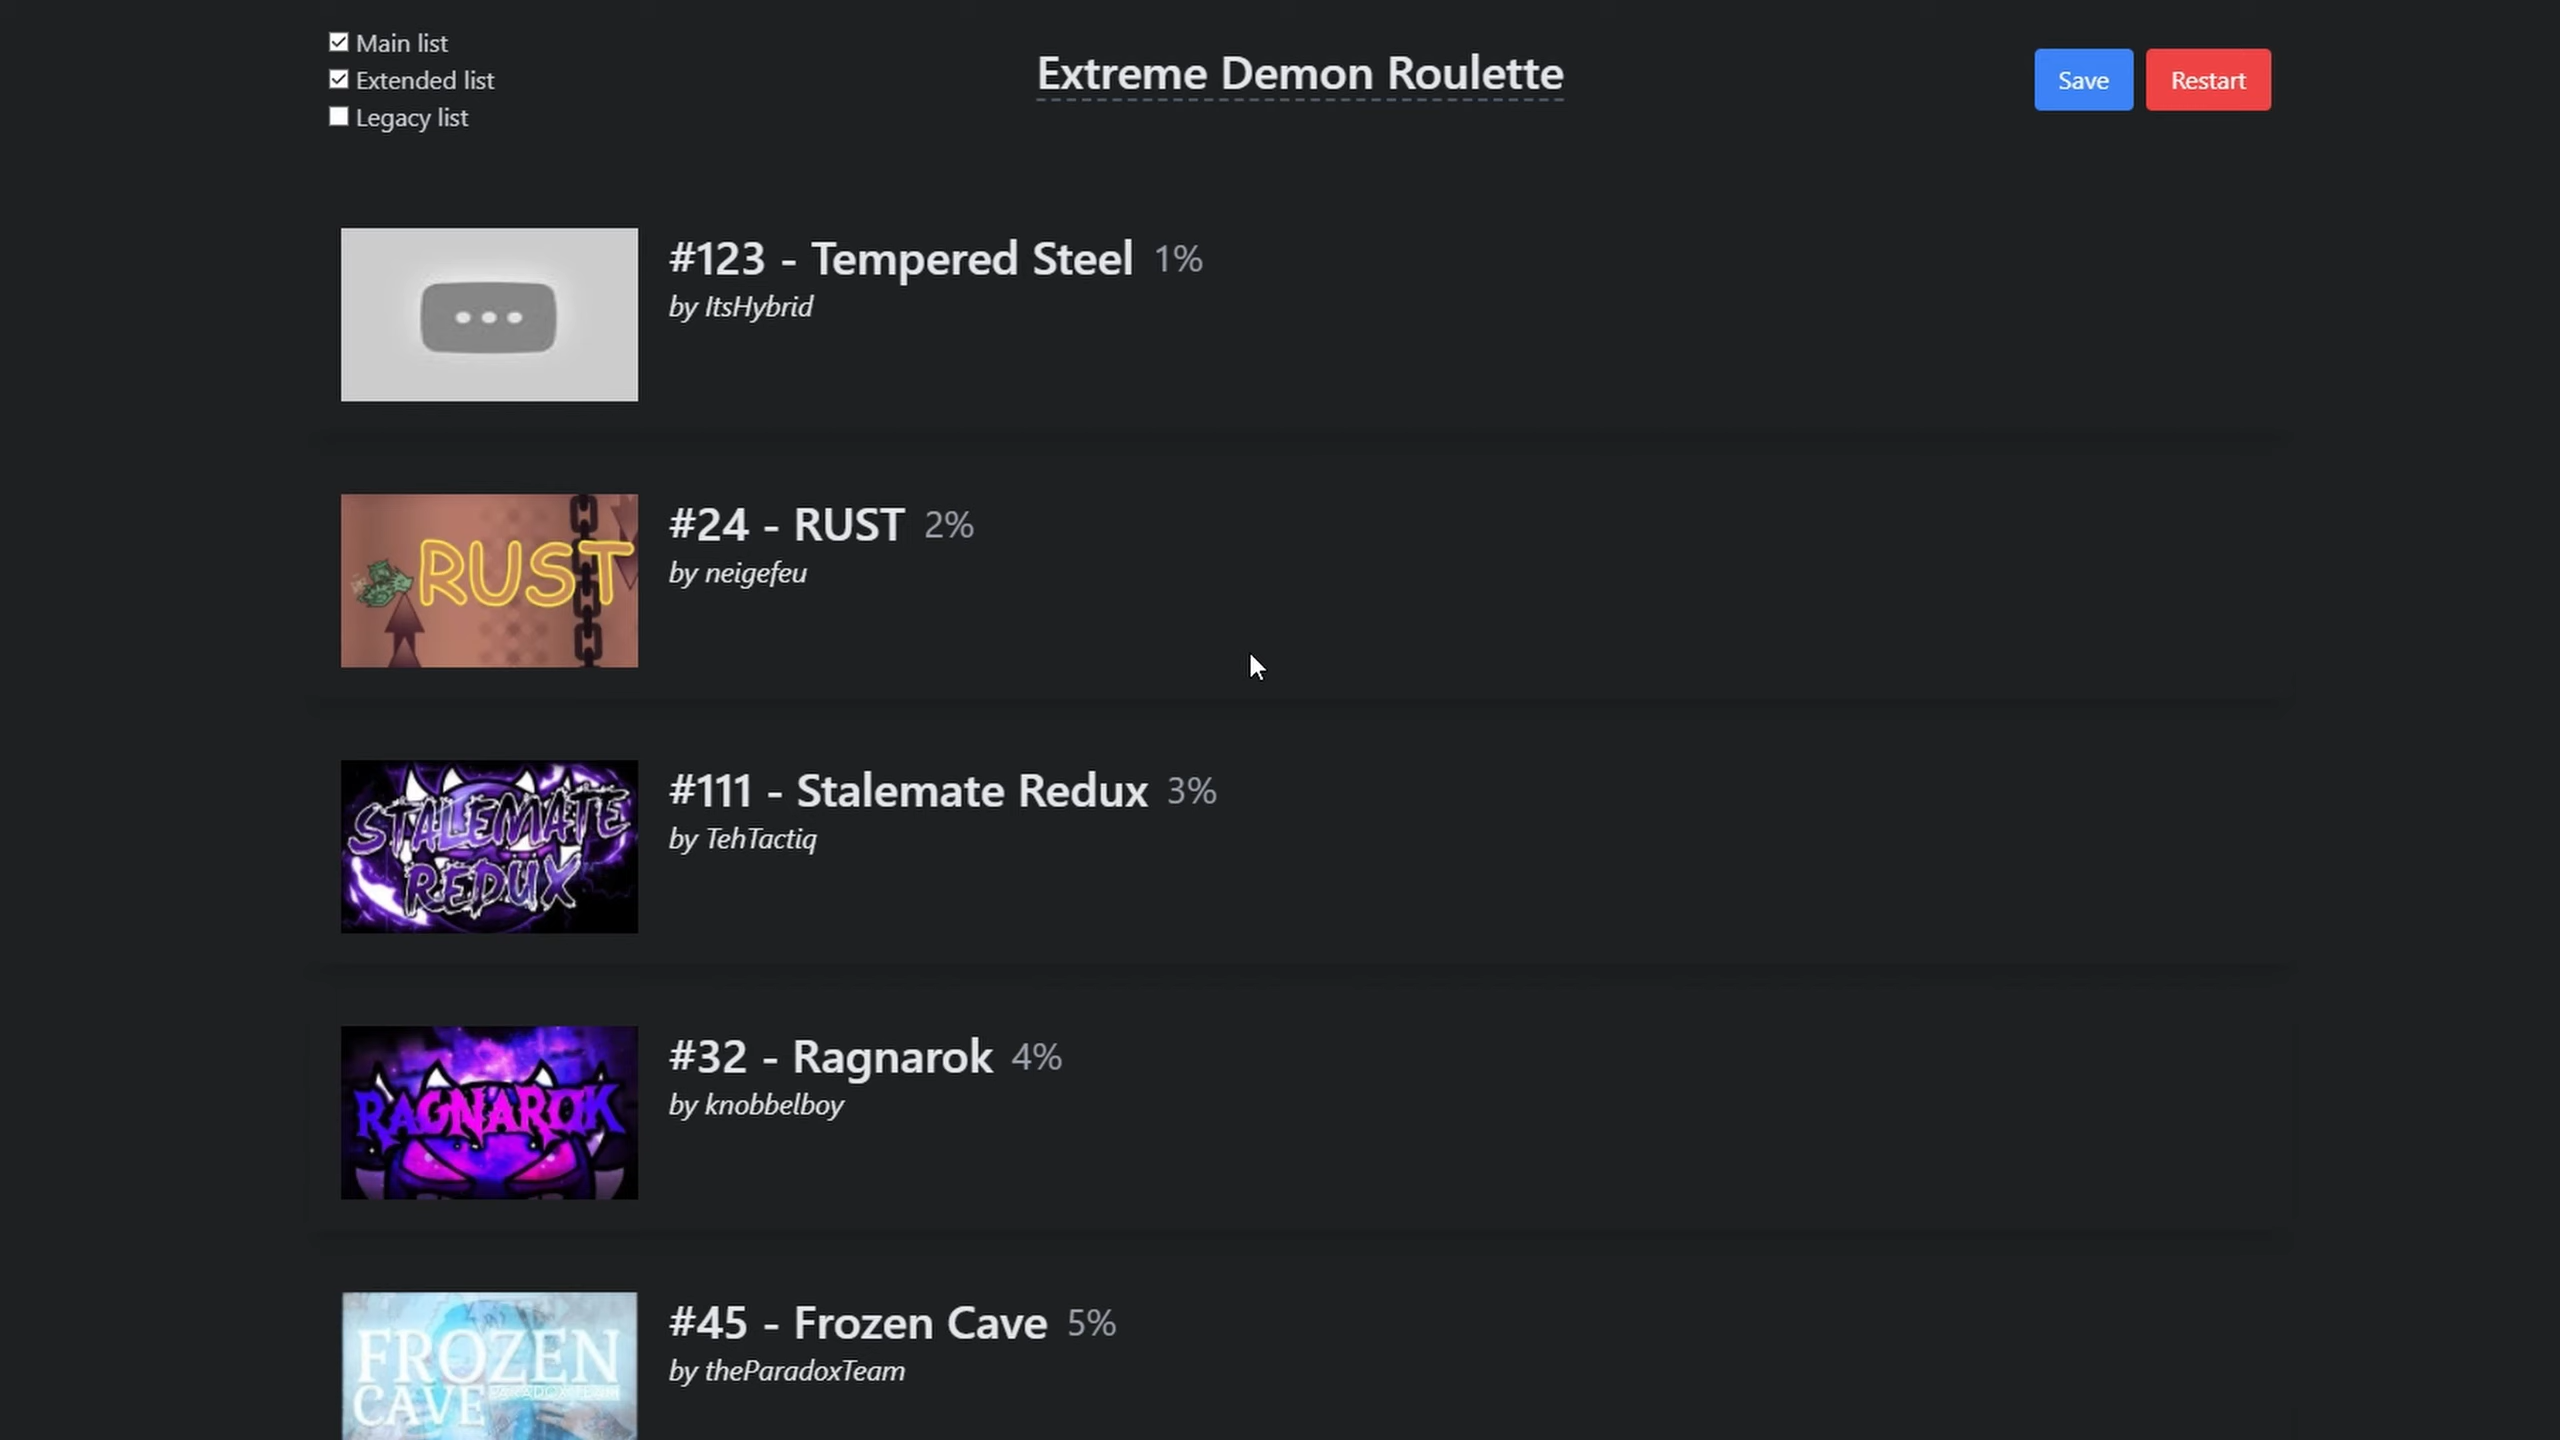 Main list
Extended list
Legacy list
Extreme Demon Roulette
Save
Restart
#123 - Tempered Steel 1%
by ItsHybrid
RUST
#24 - RUST 2%
by neigefeu
STALEMATE
REDUX
#111 - Stalemate Redux 3%
by TehTactiq
RAGNAROK
#32 - Ragnarok 4%
by knobbelboy
FROZEN
CAVE
PARADOX TEAM
#45 - Frozen Cave 5%
by theParadoxTeam